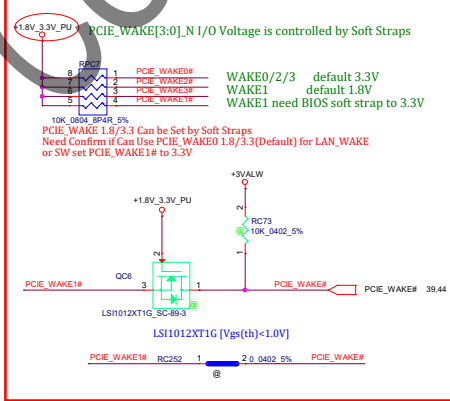 +1.8V_3.3V_PU
PCIE_WAKE[3:0]_N I/O Voltage is controlled by Soft Straps
RPC7
8 1 PCIE_WAKE0#
7 2 PCIE_WAKE2#
6 3 PCIE_WAKE3#
5 4 PCIE_WAKE1#
10K_0804_8P4R_5%
WAKE0/2/3 default 3.3V
WAKE1 default 1.8V
WAKE1 need BIOS soft strap to 3.3V
PCIE_WAKE 1.8/3.3 Can be Set by Soft Straps
Need Confirm if Can Use PCIE_WAKE0 1.8/3.3(Default) for LAN_WAKE
or SW set PCIE_WAKE1# to 3.3V
+3VALW
+1.8V_3.3V_PU
2
RC73
@ 10K_0402_5%
1
2
QC6
PCIE_WAKE1# 3 1 PCIE_WAKE# PCIE_WAKE# 39,44
@
LSI1012XT1G_SC-89-3
LSI1012XT1G [Vgs(th)<1.0V]
PCIE_WAKE1# RC252 1 2 0_0402_5% PCIE_WAKE#
@